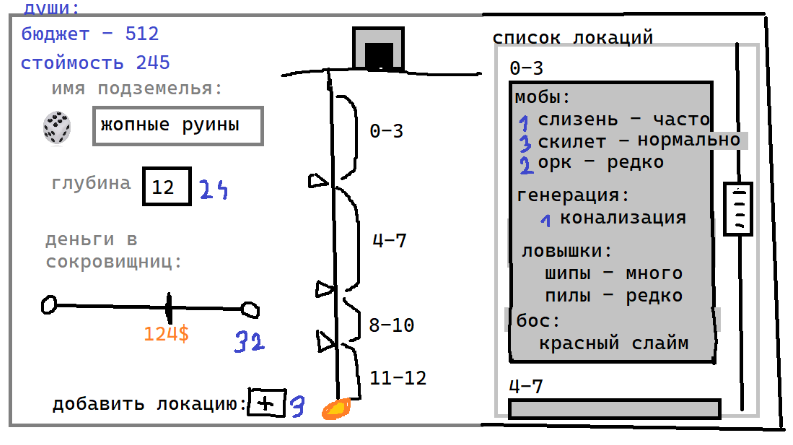 души:
бюджет - 512
стоймость 245
имя подземелья:
жопные руины
глубина 12 24
деньги в
сокровищниц:
124$
32
добавить локацию: + 3
0-3
4-7
8-10
11-12
список локаций
0-3
мобы:
1 слизень - часто
3 скилет - нормально
2 орк - редко
генерация:
1 конализация
ловышки:
шипы - много
пилы - редко
бос:
красный слайм
4-7